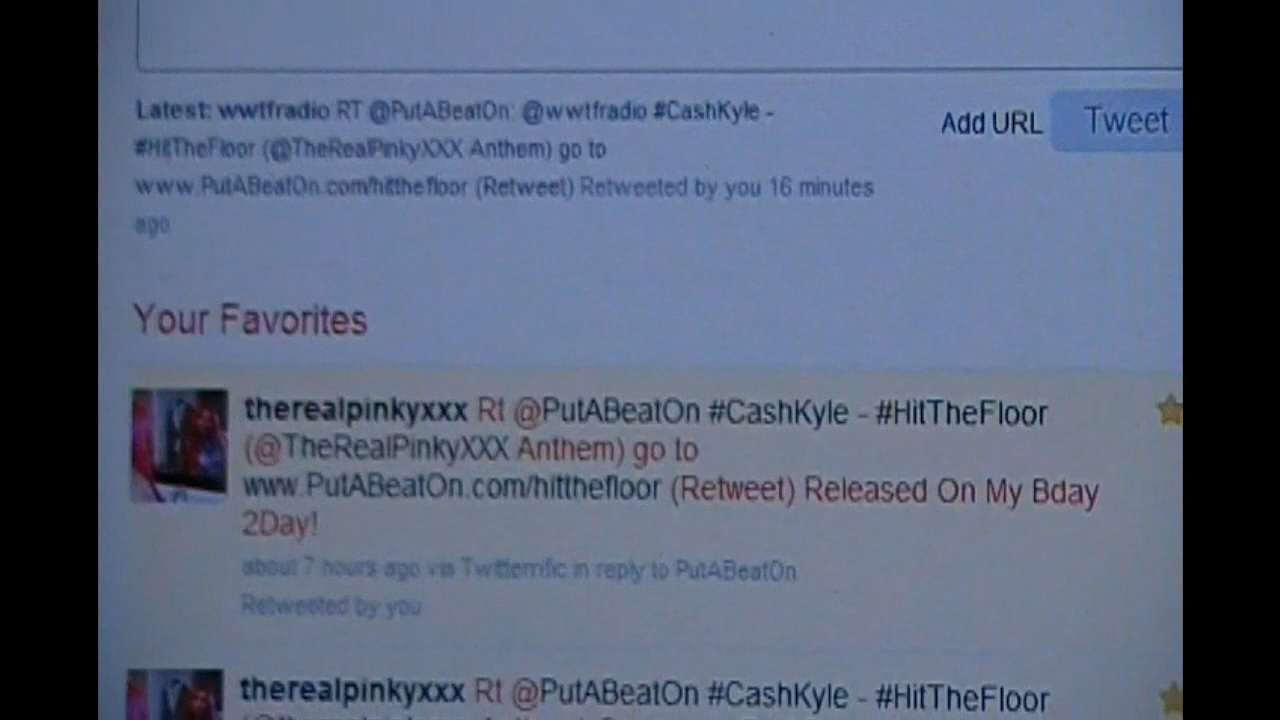 Latest: wwtfradio RT @PutABeatOn: @wwtfradio #CashKyle -
#HitTheFloor (@TheRealPinkyXXX Anthem) go to
www.PutABeatOn.com/hitthefloor (Retweet) Retweeted by you 16 minutes
ago
Add URL
Tweet
Your Favorites
therealpinkyxxx Rt @PutABeatOn #CashKyle - #HitTheFloor
(@TheRealPinkyXXX Anthem) go to
www.PutABeatOn.com/hitthefloor (Retweet) Released On My Bday
2Day!
about 7 hours ago via Twitterrific in reply to PutABeatOn
Retweeted by you
therealpinkyxxx Rt @PutABeatOn #CashKyle - #HitTheFloor